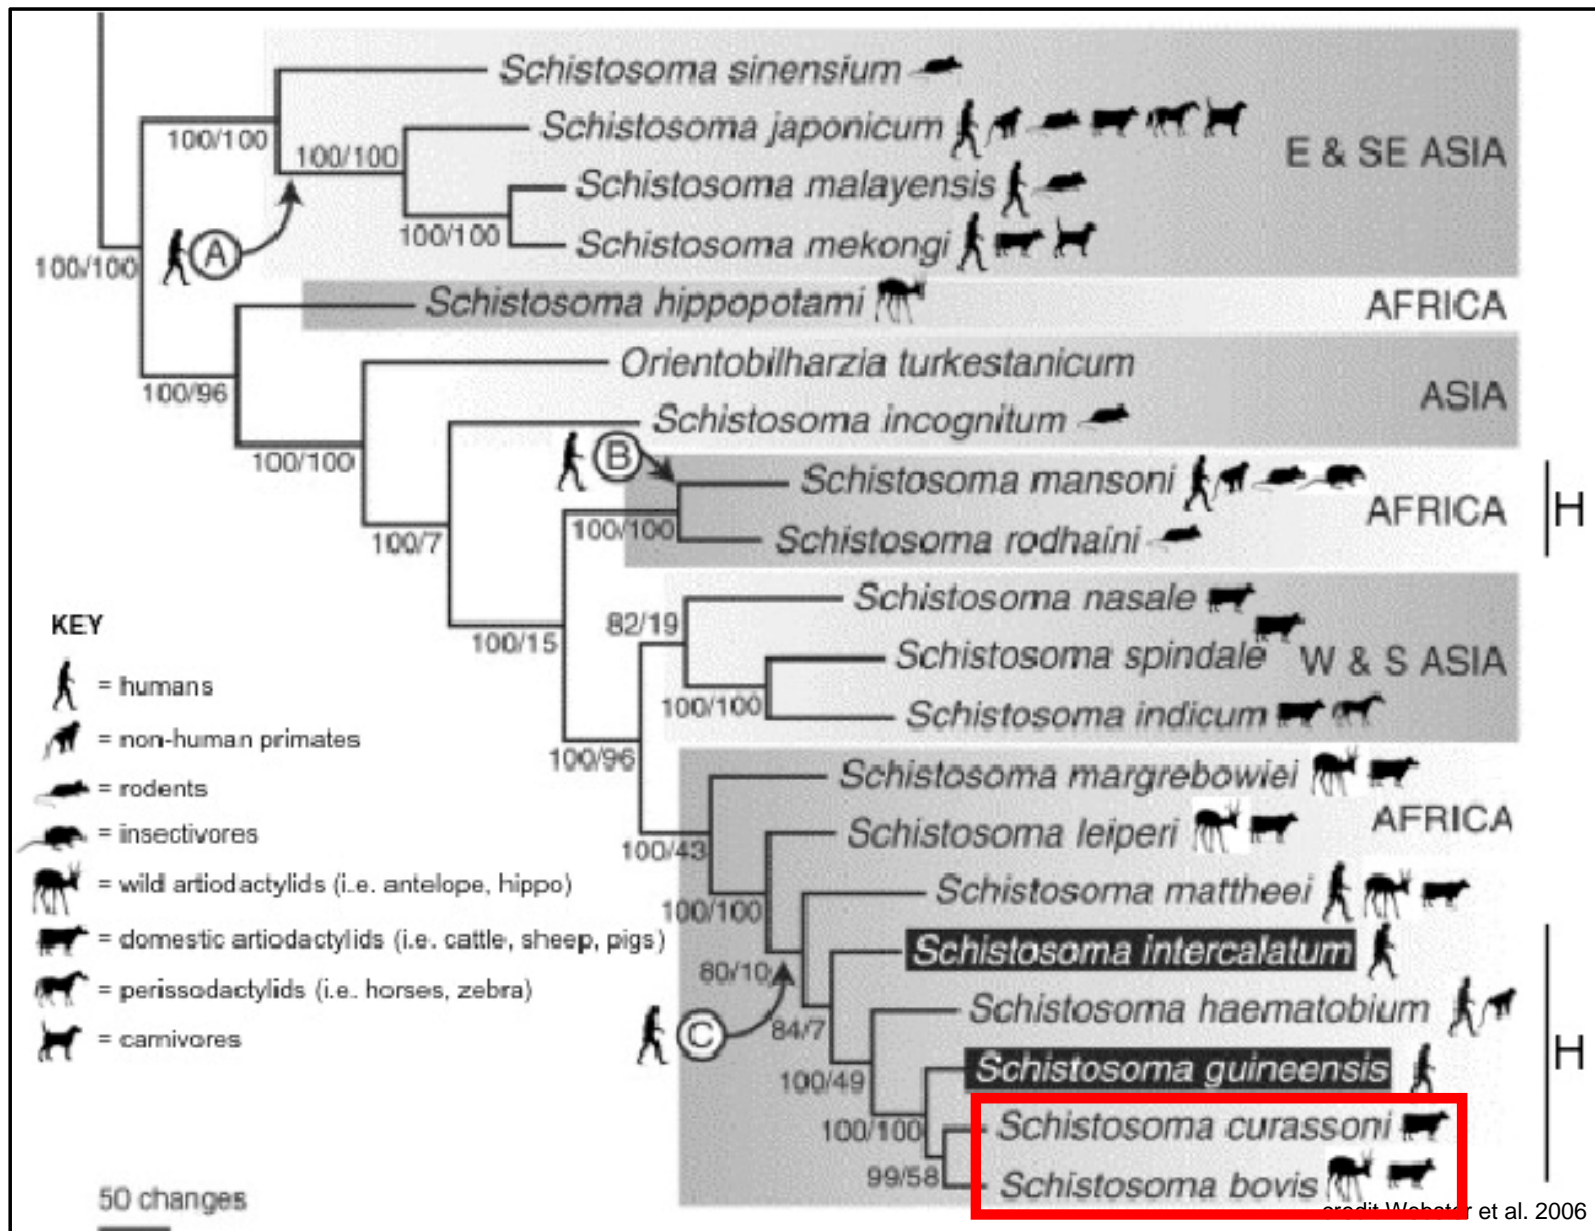 Schistosoma sinensium
100/100
Schistosoma japonicum
100/100
E & SE ASIA
Schistosoma malayensis
100/100
Schistosoma mekongi
A
100/100
Schistosoma hippopotami
AFRICA
100/96
Orientobilharzia turkestanicum
ASIA
Schistosoma incognitum
100/100
B
Schistosoma mansoni
AFRICA
H
100/100
100/7
Schistosoma rodhaini
Schistosoma nasale
82/19
100/15
Schistosoma spindale
W & S ASIA
100/100
Schistosoma indicum
100/96
Schistosoma margrebowiei
AFRICA
Schistosoma leiperi
100/43
Schistosoma mattheei
100/100
Schistosoma intercalatum
80/10
Schistosoma haematobium
C
84/7
H
Schistosoma guineensis
100/49
Schistosoma curassoni
100/100
99/58
Schistosoma bovis
KEY
= humans
= non-human primates
= rodents
= insectivores
= wild artiodactylids (i.e. antelope, hippo)
= domestic artiodactylids (i.e. cattle, sheep, pigs)
= perissodactylids (i.e. horses, zebra)
= carnivores
50 changes
credit Webster et al. 2006